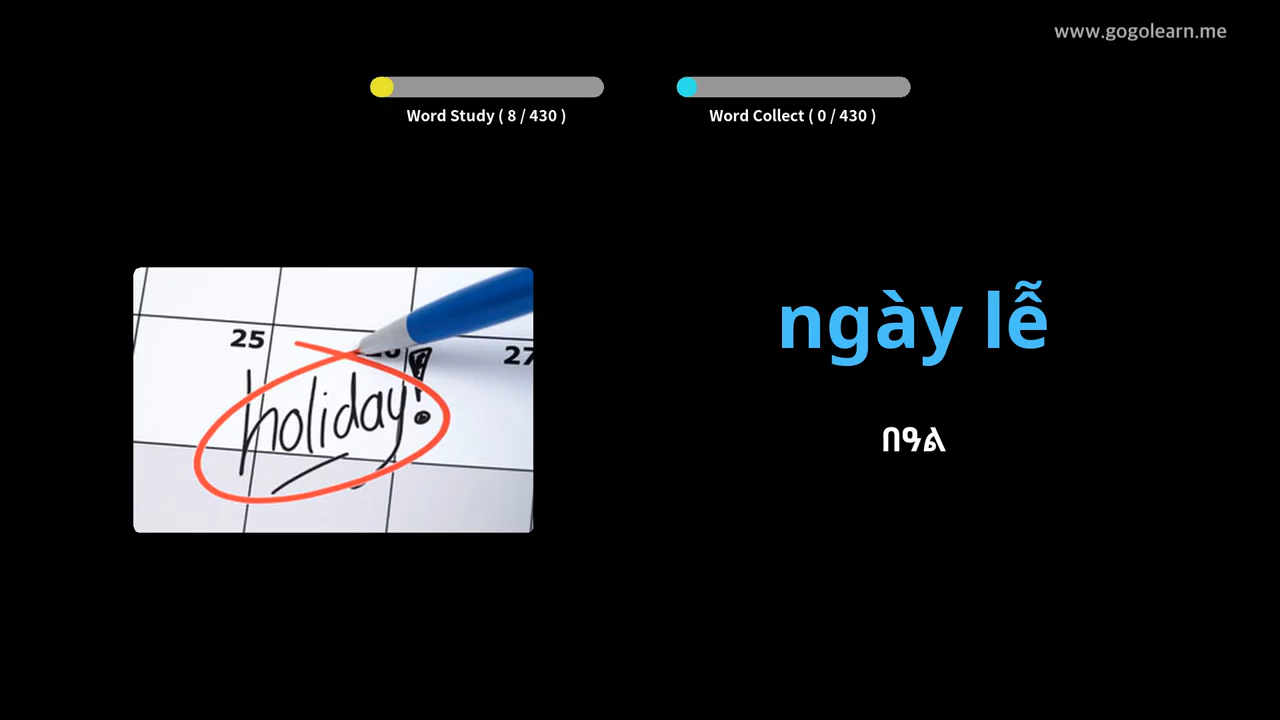 www.gogolearn.me
Word Study ( 8 / 430 )
Word Collect ( 0 / 430 )
25
27
holiday!
ngày lễ
በዓል